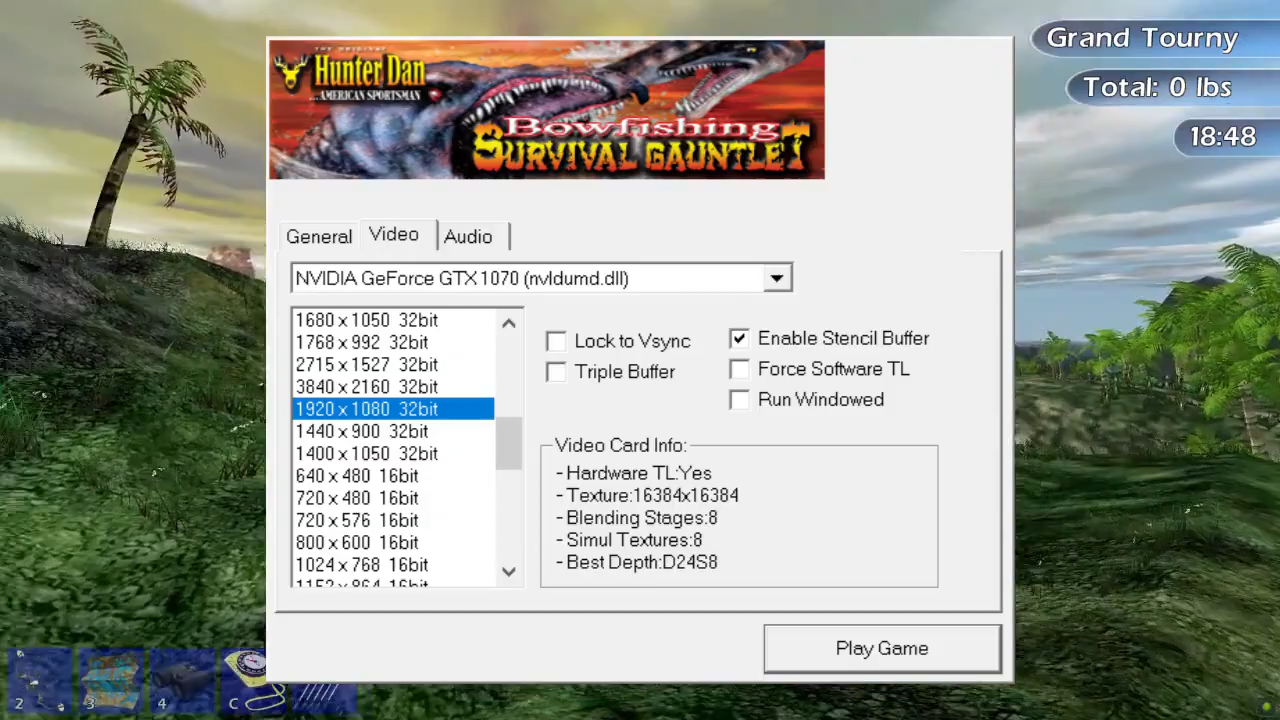 Grand Tourny
Total: 0 lbs
18:48
THE ORIGINAL
Hunter Dan
...AMERICAN SPORTSMAN
Bowfishing
SURVIVAL GAUNTLET
General
Video
Audio
NVIDIA GeForce GTX 1070 (nvldumd.dll)
1680 x 1050 32bit
1768 x 992 32bit
2715 x 1527 32bit
3840 x 2160 32bit
1920 x 1080 32bit
1440 x 900 32bit
1400 x 1050 32bit
640 x 480 16bit
720 x 480 16bit
720 x 576 16bit
800 x 600 16bit
1024 x 768 16bit
1152 x 864 16bit
Lock to Vsync
Triple Buffer
Enable Stencil Buffer
Force Software TL
Run Windowed
Video Card Info:
- Hardware TL:Yes
- Texture:16384x16384
- Blending Stages:8
- Simul Textures:8
- Best Depth:D24S8
Play Game
2
3
4
C